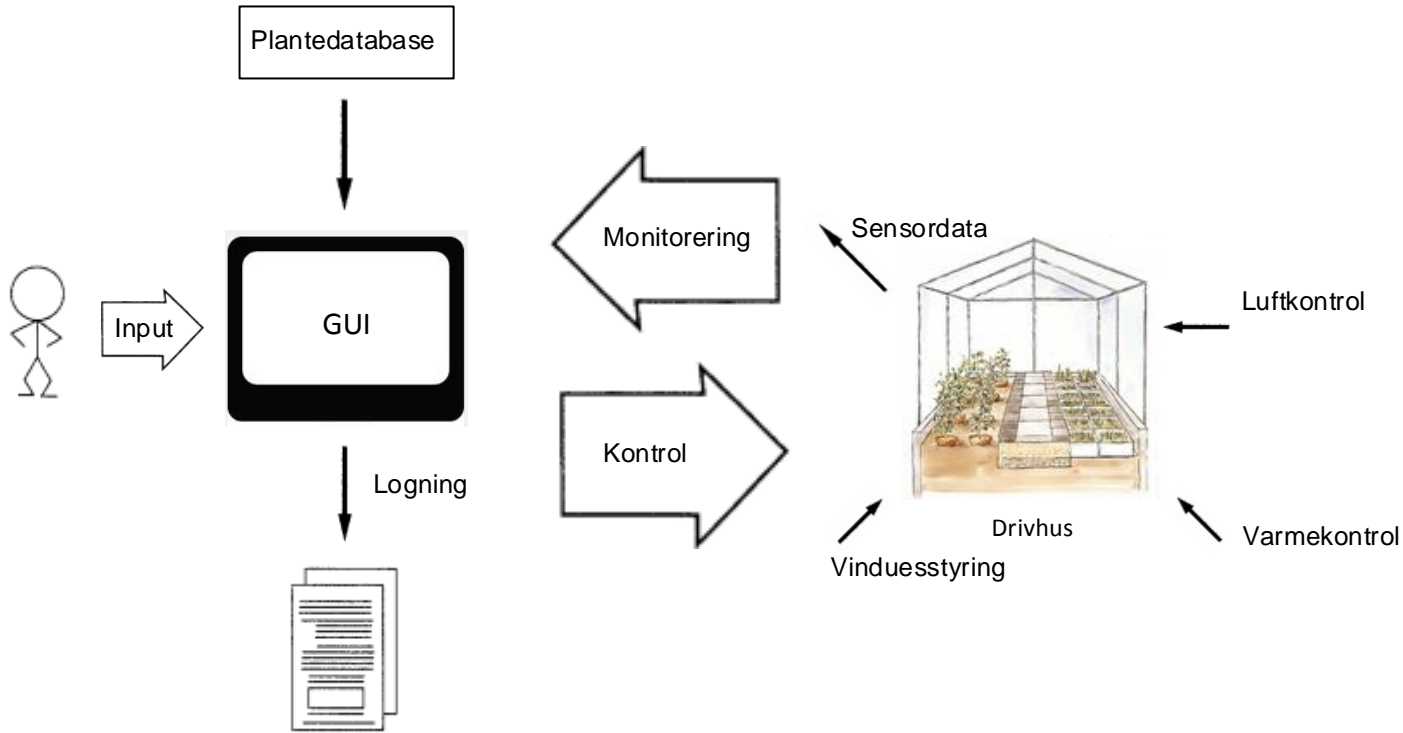 Plantedatabase
Monitorering
Sensordata
Luftkontrol
Input
GUI
Kontrol
Logning
Drivhus
Varmekontrol
Vinduesstyring